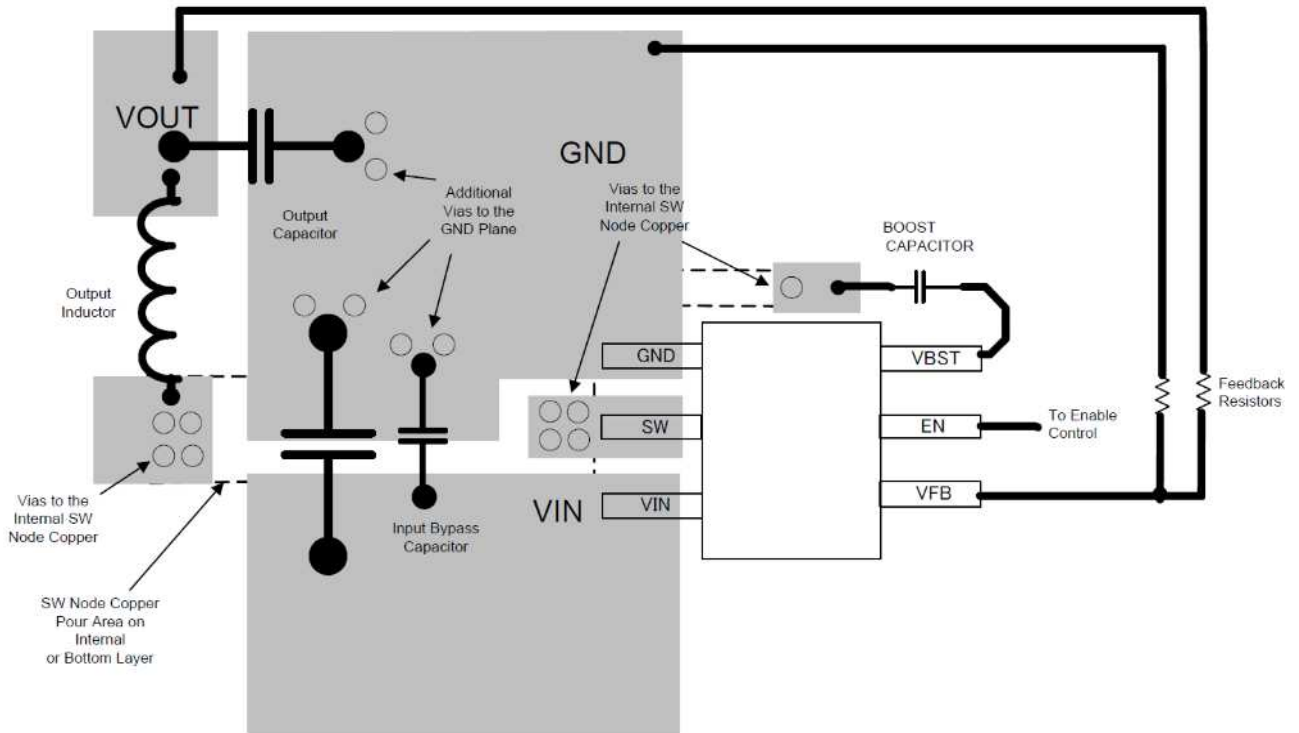 VOUT
GND
Additional
Vias to the
GND Plane
Vias to the
Internal SW
Node Copper
Output
Capacitor
BOOST
CAPACITOR
Output
Inductor
GND
VBST
SW
EN
VIN
VFB
To Enable
Control
Feedback
Resistors
VIN
Input Bypass
Capacitor
Vias to the
Internal SW
Node Copper
SW Node Copper
Pour Area on
Internal
or Bottom Layer